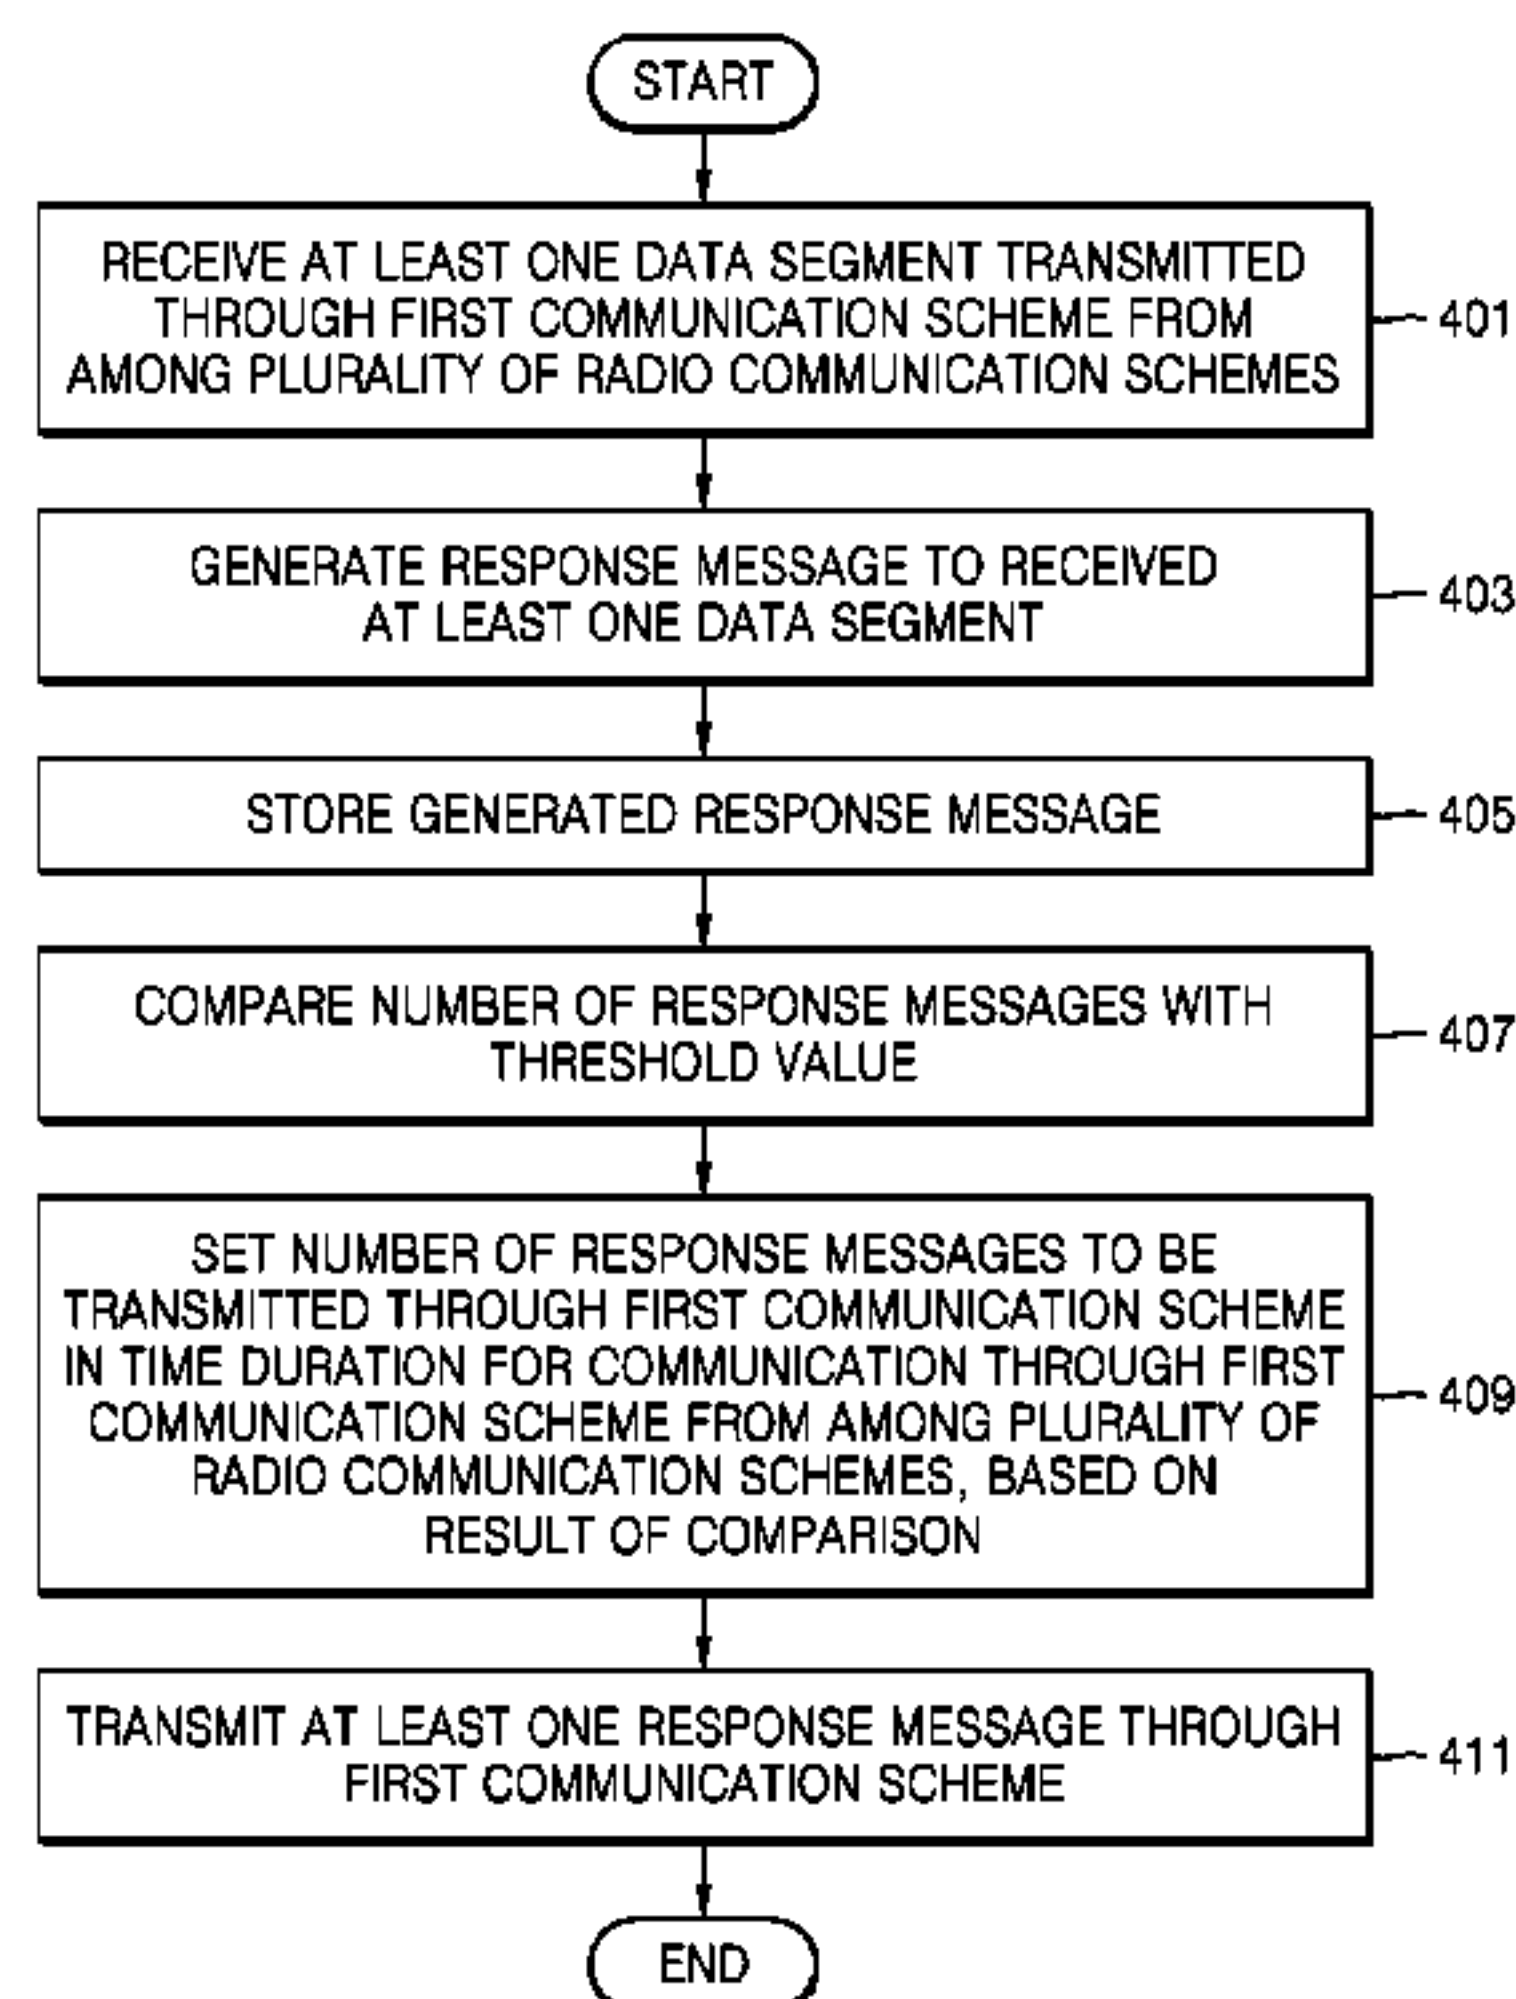 START
RECEIVE AT LEAST ONE DATA SEGMENT TRANSMITTED
THROUGH FIRST COMMUNICATION SCHEME FROM
AMONG PLURALITY OF RADIO COMMUNICATION SCHEMES
401
GENERATE RESPONSE MESSAGE TO RECEIVED
AT LEAST ONE DATA SEGMENT
403
STORE GENERATED RESPONSE MESSAGE
405
COMPARE NUMBER OF RESPONSE MESSAGES WITH
THRESHOLD VALUE
407
SET NUMBER OF RESPONSE MESSAGES TO BE
TRANSMITTED THROUGH FIRST COMMUNICATION SCHEME
IN TIME DURATION FOR COMMUNICATION THROUGH FIRST
COMMUNICATION SCHEME FROM AMONG PLURALITY OF
RADIO COMMUNICATION SCHEMES, BASED ON
RESULT OF COMPARISON
409
TRANSMIT AT LEAST ONE RESPONSE MESSAGE THROUGH
FIRST COMMUNICATION SCHEME
411
END